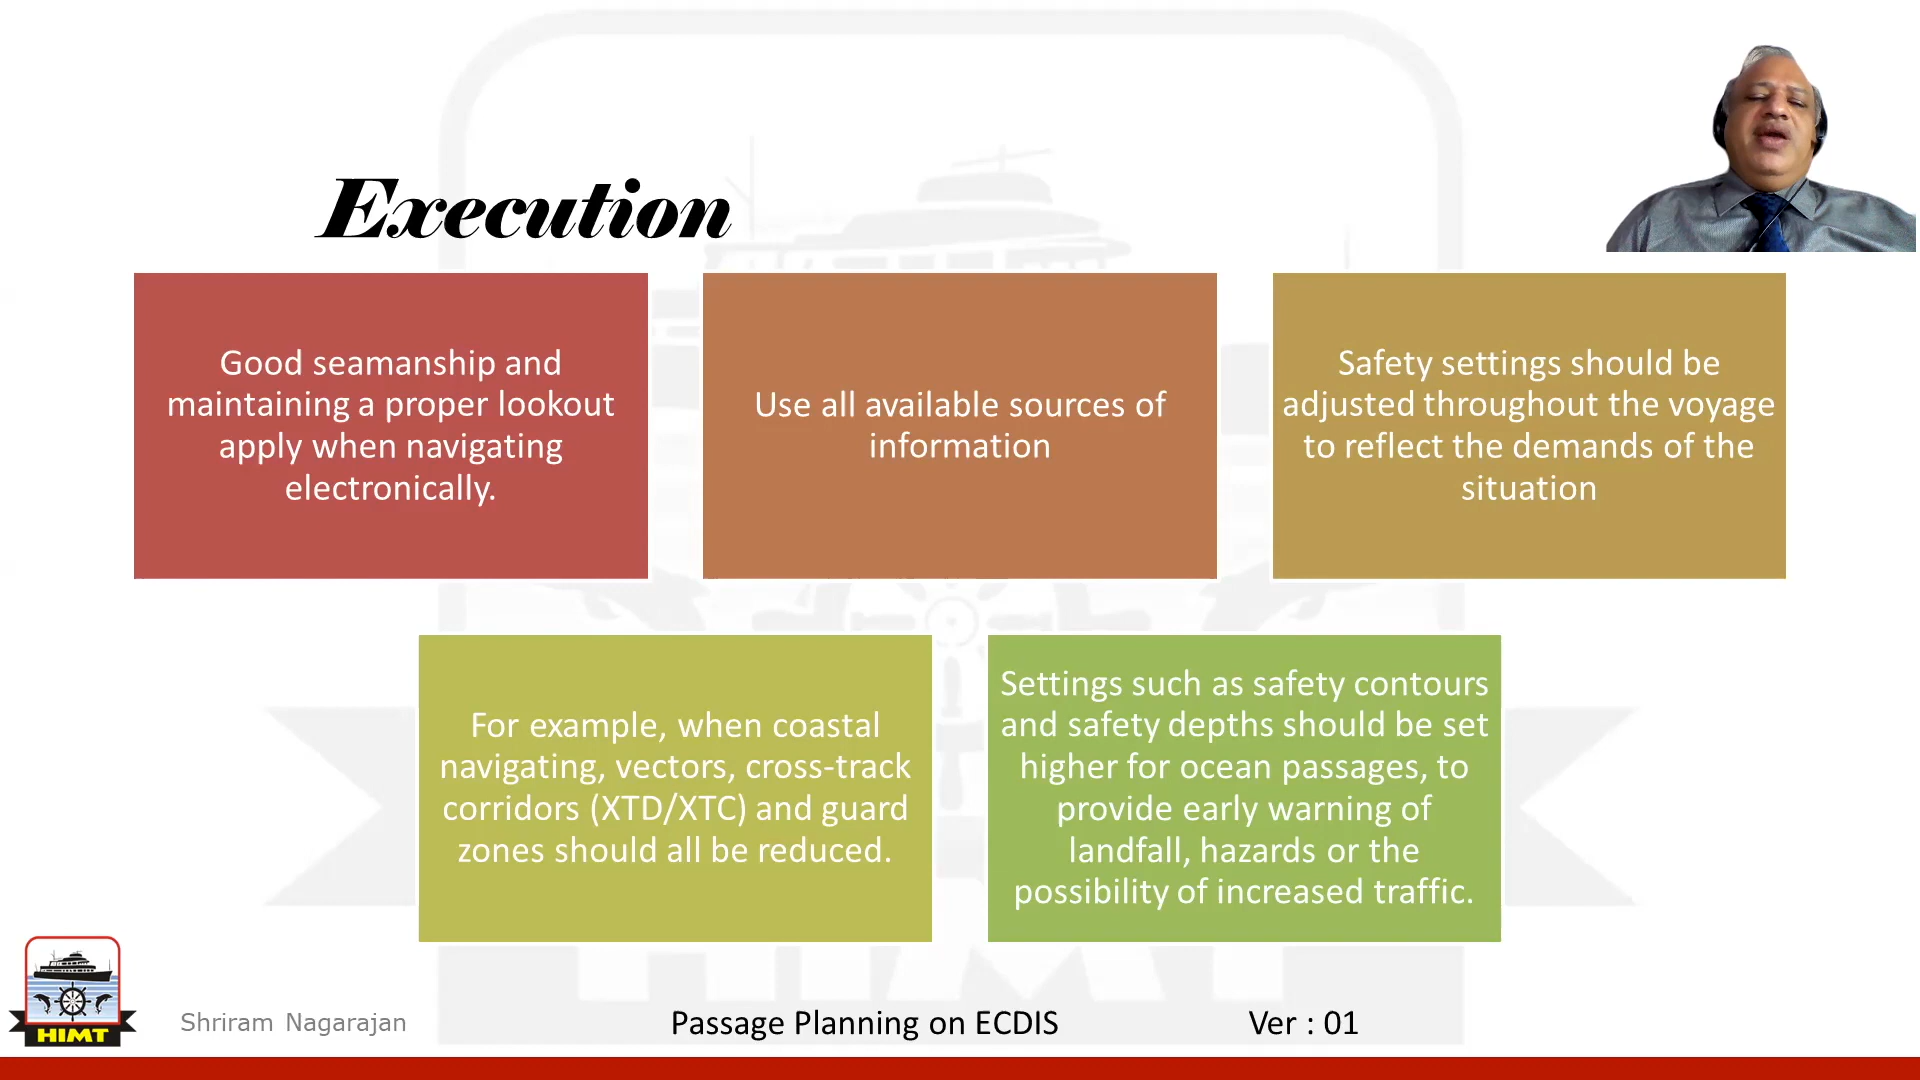 Execution
Good seamanship and
maintaining a proper lookout
apply when navigating
electronically.
Use all available sources of
information
Safety settings should be
adjusted throughout the voyage
to reflect the demands of the
situation
For example, when coastal
navigating, vectors, cross-track
corridors (XTD/XTC) and guard
zones should all be reduced.
Settings such as safety contours
and safety depths should be set
higher for ocean passages, to
provide early warning of
landfall, hazards or the
possibility of increased traffic.
HIMT
HIMT
Shriram Nagarajan
Passage Planning on ECDIS
Ver : 01